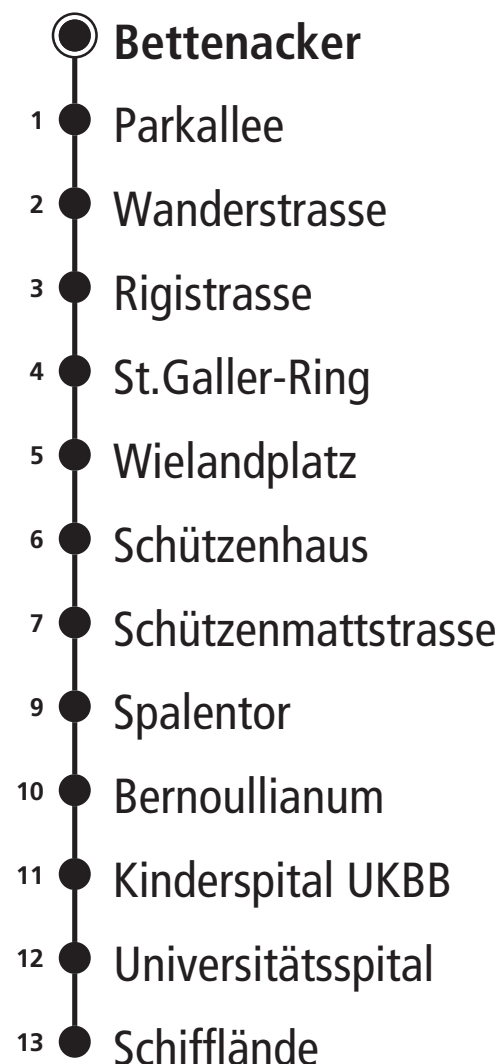 Bettenacker
1 Parkallee
2 Wanderstrasse
3 Rigistrasse
4 St.Galler-Ring
5 Wielandplatz
6 Schützenhaus
7 Schützenmattstrasse
9 Spalentor
10 Bernoullianum
11 Kinderspital UKBB
12 Universitätsspital
13 Schifflände